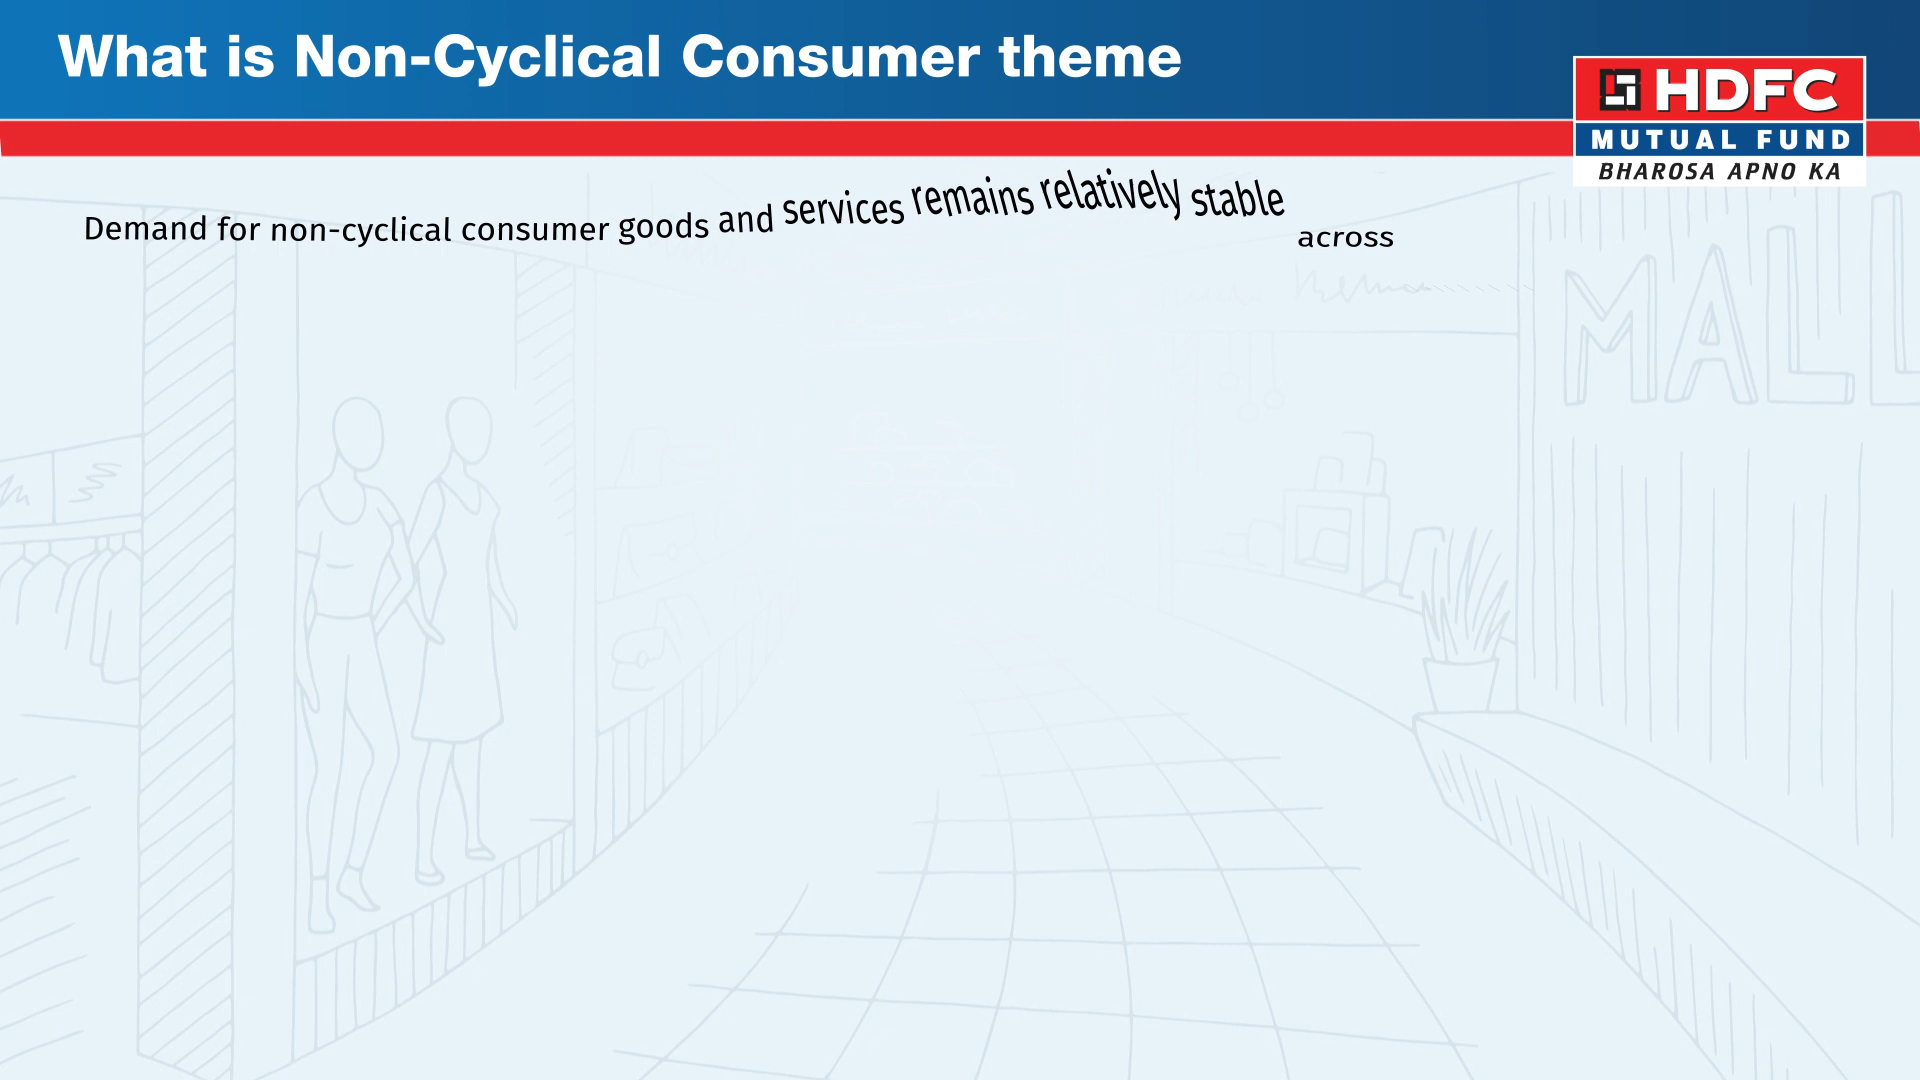 What is Non-Cyclical Consumer theme
HDFC
MUTUAL FUND
BHAROSA APNO KA
Demand for non-cyclical consumer goods and services remains relatively stable across
MALL